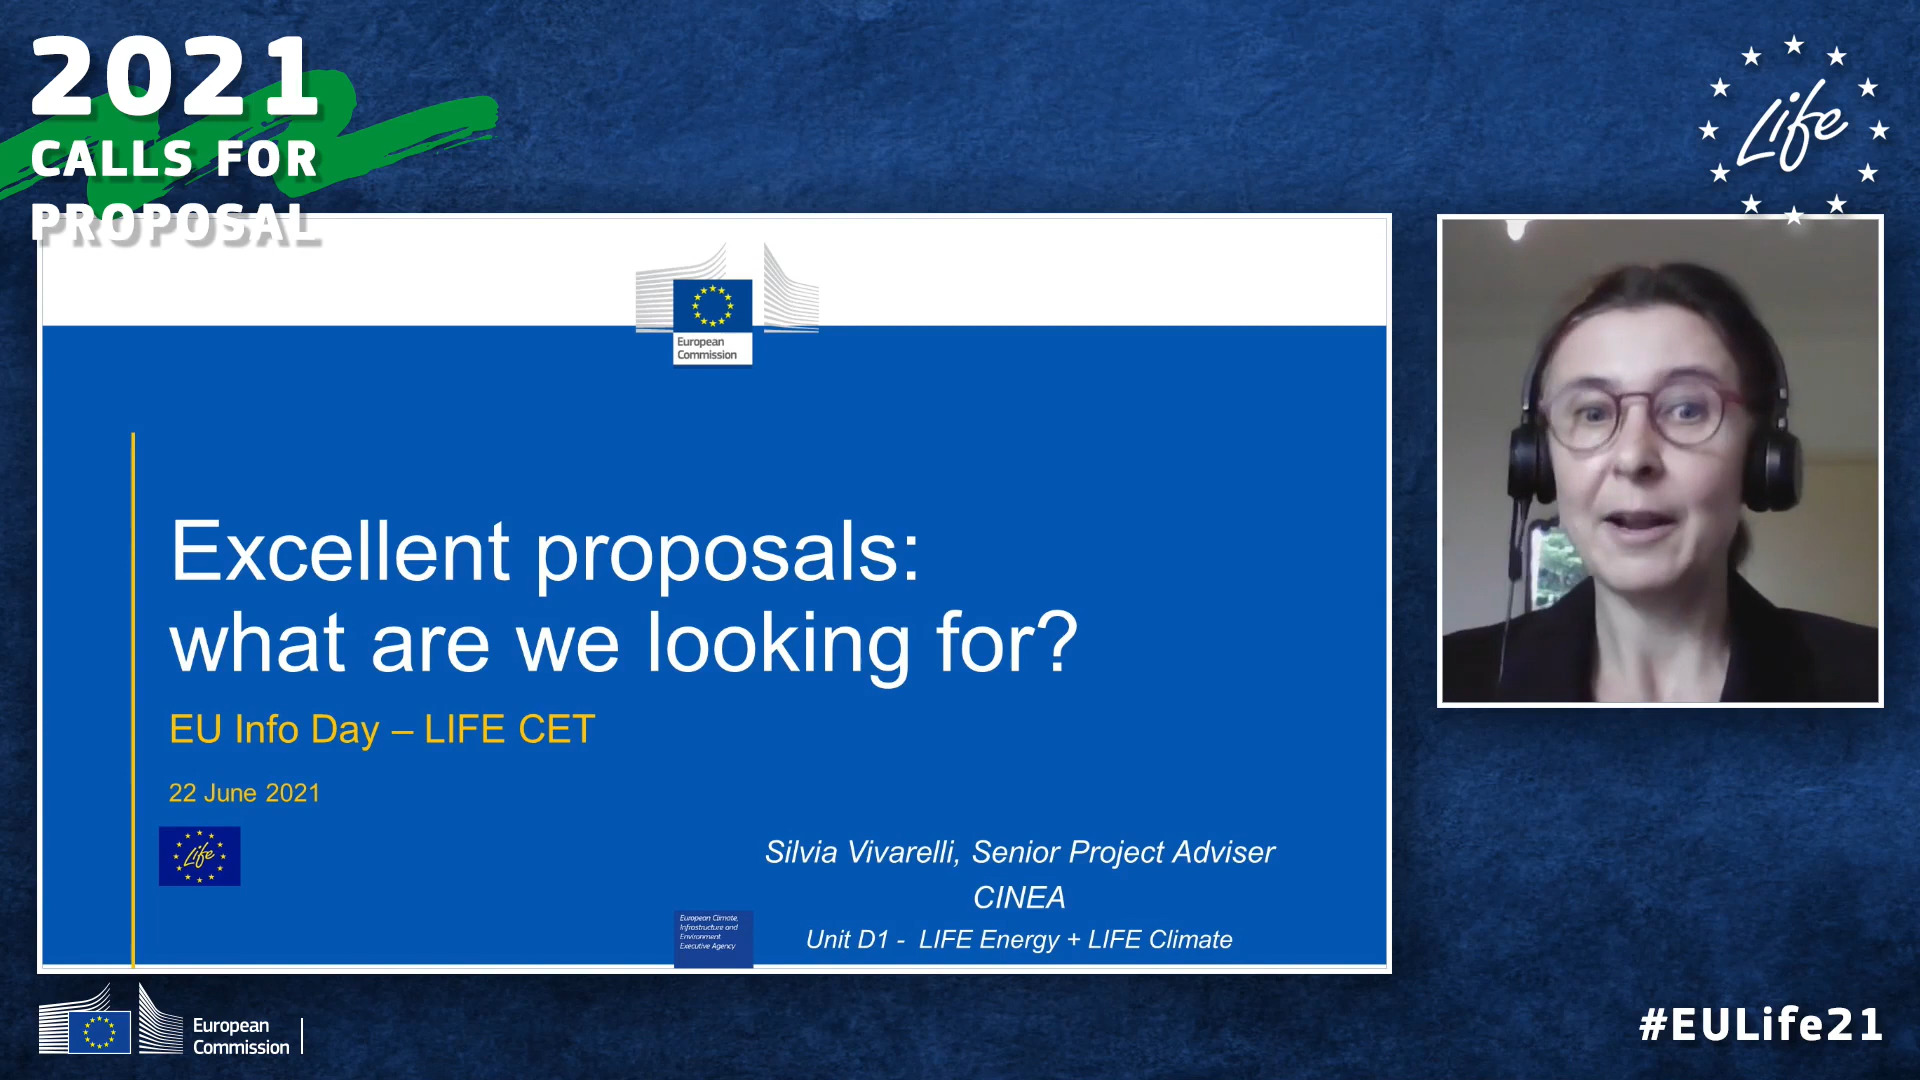 2021
CALLS FOR
PROPOSAL
Life
European
Commission
Excellent proposals:
what are we looking for?
EU Info Day – LIFE CET
22 June 2021
Life
Silvia Vivarelli, Senior Project Adviser
CINEA
Unit D1 - LIFE Energy + LIFE Climate
European Climate,
Infrastructure and
Environment
Executive Agency
European
Commission
#EULife21